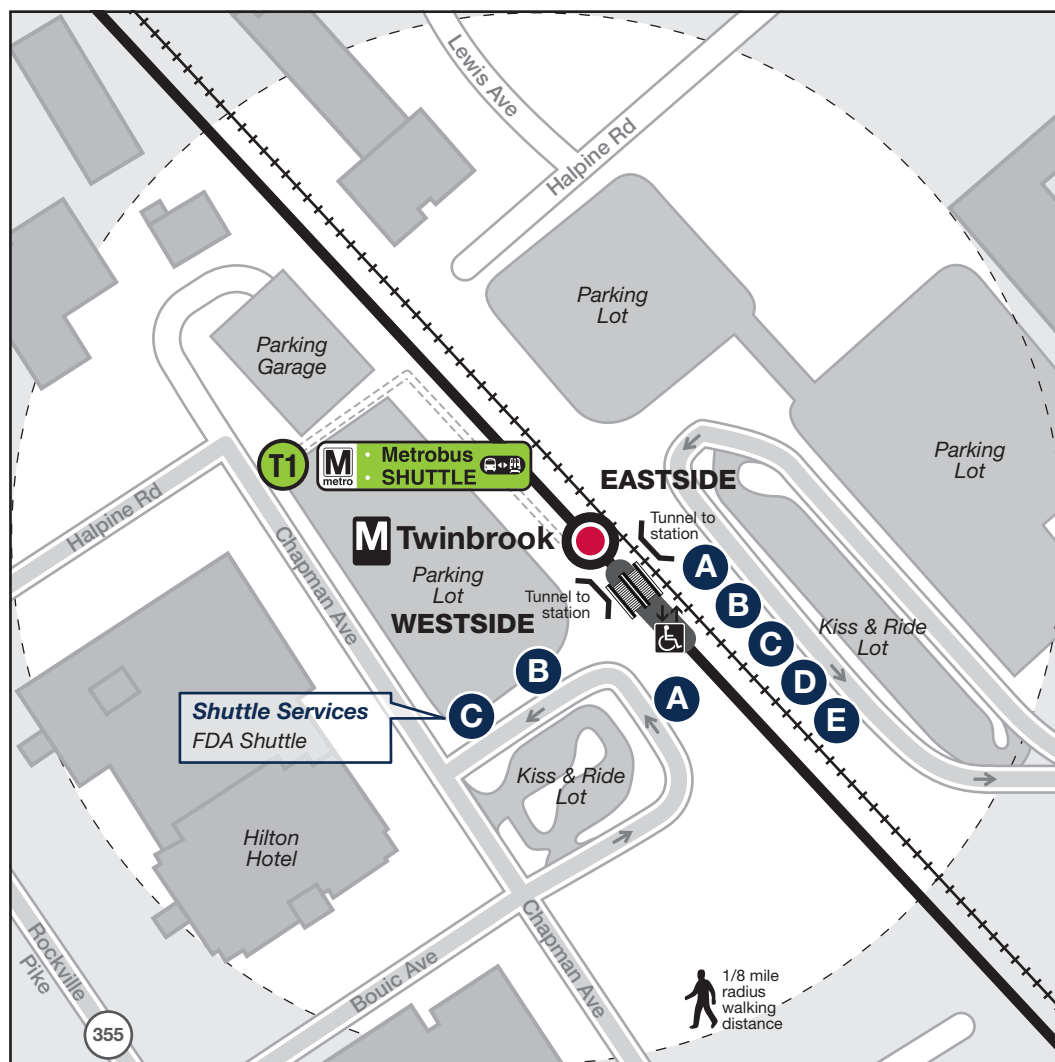 Lewis Ave
Halpine Rd
Parking
Lot
Parking
Garage
Parking
Lot
T1
M
metro
• Metrobus
• SHUTTLE
EASTSIDE
Tunnel to
station
Halpine Rd
Chapman Ave
M Twinbrook
Parking
Lot
WESTSIDE
Tunnel to
station
A
B
C
D
E
Kiss & Ride
Lot
B
A
C
Shuttle Services
FDA Shuttle
Kiss & Ride
Lot
Hilton
Hotel
Chapman Ave
Bouic Ave
Rockville
Pike
355
1/8 mile
radius
walking
distance